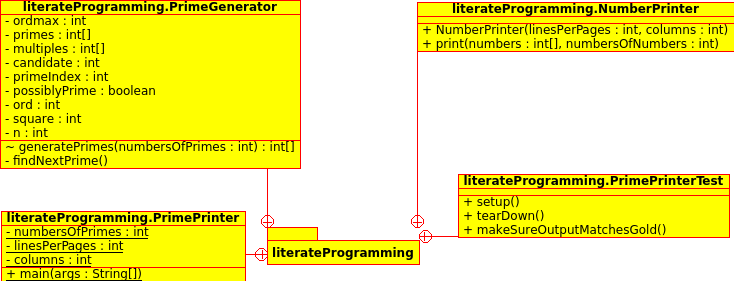 literateProgramming.PrimeGenerator
- ordmax : int
- primes : int[]
- multiples : int[]
- candidate : int
- primeIndex : int
- possiblyPrime : boolean
- ord : int
- square : int
- n : int
~ generatePrimes(numbersOfPrimes : int) : int[]
- findNextPrime()
literateProgramming.NumberPrinter
+ NumberPrinter(linesPerPages : int, columns : int)
+ print(numbers : int[], numbersOfNumbers : int)
literateProgramming.PrimePrinterTest
+ setup()
+ tearDown()
+ makeSureOutputMatchesGold()
literateProgramming.PrimePrinter
- numbersOfPrimes : int
- linesPerPages : int
- columns : int
+ main(args : String[])
literateProgramming